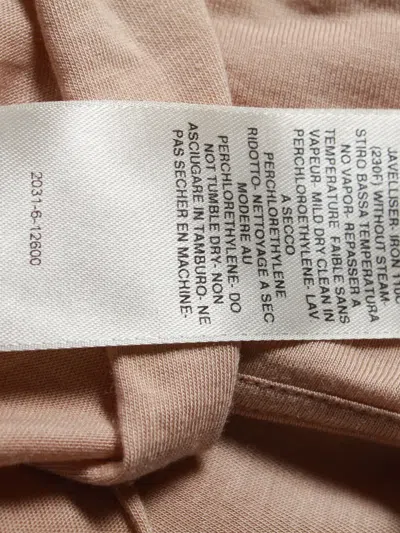 JAVELLISER- IRON 110C
(230F) WITHOUT STEAM-
STIRO BASSA TEMPERATURA
NO VAPOR- REPASSER A
TEMPERATURE FAIBLE SANS
VAPEUR- MILD DRY CLEAN IN
PERCHLOROETHYLENE- LAV
A SECCO
PERCHLORETHYLENE
RIDOTTO- NETTOYAGE A SEC
MODERE AU
PERCHLORETHYLENE- DO
NOT TUMBLE DRY- NON
ASCIUGARE IN TAMBURO- NE
PAS SECHER EN MACHINE-
2031-6-12600